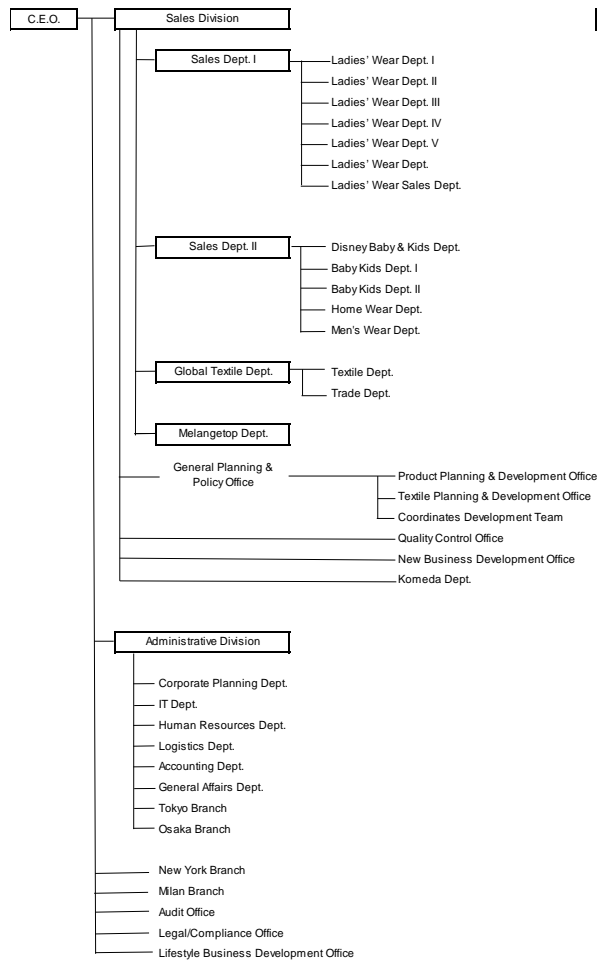 C.E.O.
Sales Division
Sales Dept. I
Ladies' Wear Dept. I
Ladies' Wear Dept. II
Ladies' Wear Dept. III
Ladies' Wear Dept. IV
Ladies' Wear Dept. V
Ladies' Wear Dept.
Ladies' Wear Sales Dept.
Sales Dept. II
Disney Baby & Kids Dept.
Baby Kids Dept. I
Baby Kids Dept. II
Home Wear Dept.
Men's Wear Dept.
Global Textile Dept.
Textile Dept.
Trade Dept.
Melangetop Dept.
General Planning &
Policy Office
Product Planning & Development Office
Textile Planning & Development Office
Coordinates Development Team
Quality Control Office
New Business Development Office
Komeda Dept.
Administrative Division
Corporate Planning Dept.
IT Dept.
Human Resources Dept.
Logistics Dept.
Accounting Dept.
General Affairs Dept.
Tokyo Branch
Osaka Branch
New York Branch
Milan Branch
Audit Office
Legal/Compliance Office
Lifestyle Business Development Office